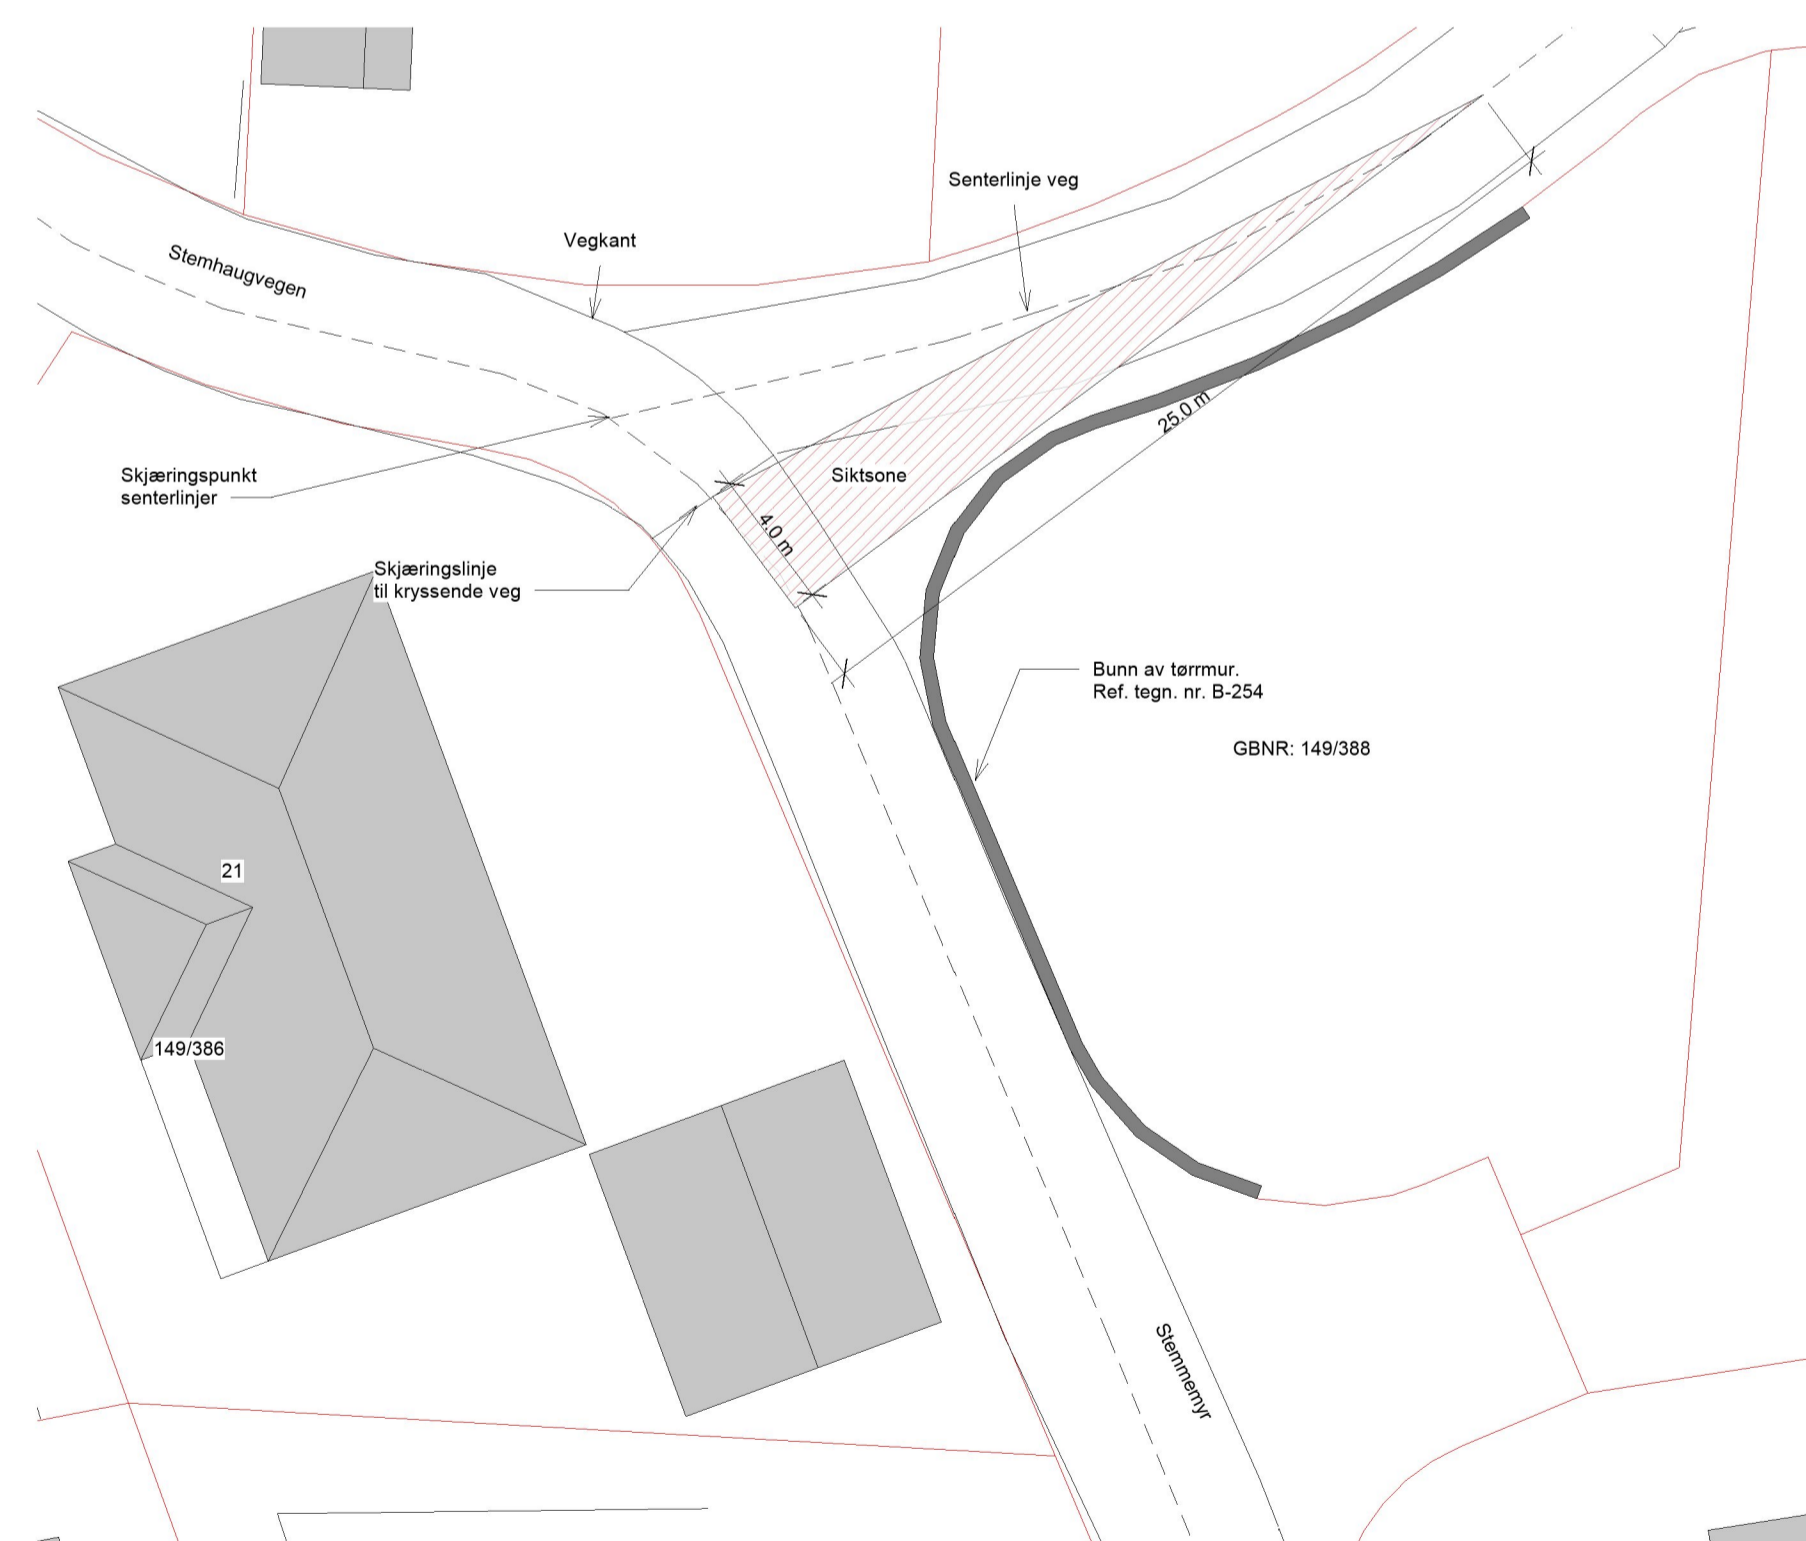 Senterlinje veg
Vegkant
Stemhaugvegen
25.0 m
Skjæringspunkt
senterlinjer
Siktsone
4.0 m
Skjæringslinje
til kryssende veg
Bunn av tørrmur.
Ref. tegn. nr. B-254
GBNR: 149/388
21
149/386
Stemmemyr